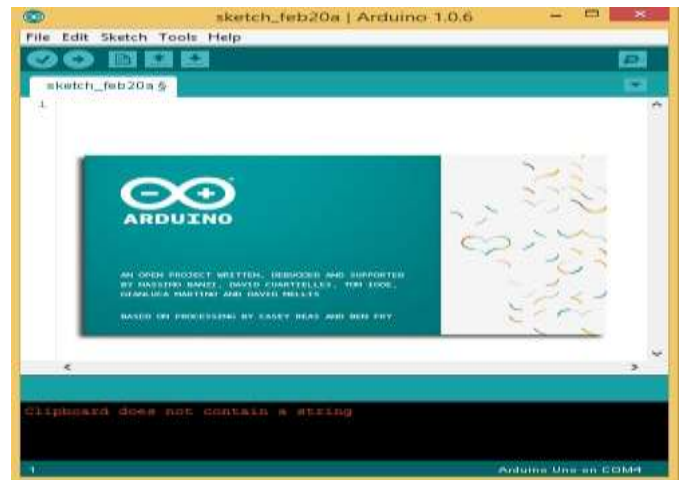 sketch_feb20a | Arduino 1.0.6
File Edit Sketch Tools Help
sketch_feb20a §
1
ARDUINO
AN OPEN PROJECT WRITTEN, DEBUGGED AND SUPPORTED
BY MASSIMO BANZI, DAVID CUARTIELLES, TOM IGOE,
GIANLUCA MARTINO AND DAVID MELLIS
BASED ON PROCESSING BY CASEY REAS AND BEN FRY
Clipboard does not contain a string
1
Arduino Uno on COM4